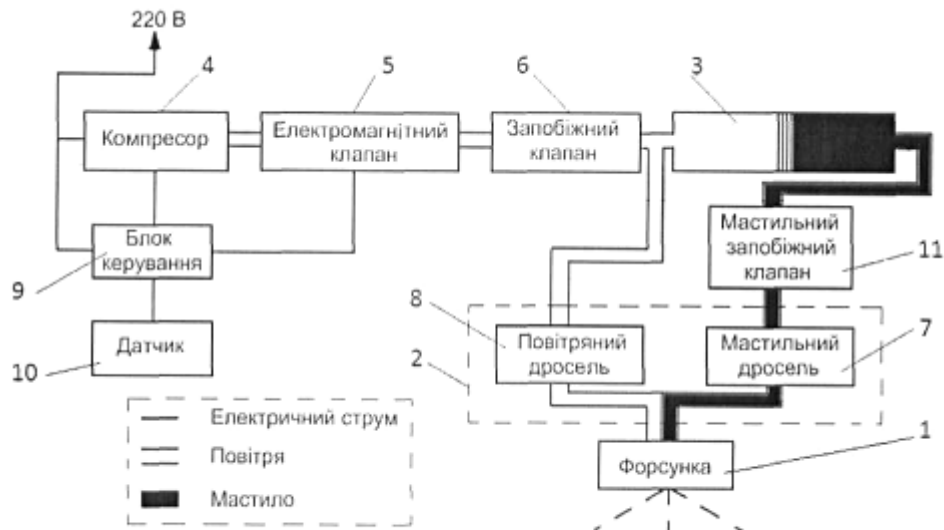 220 В
4
5
6
3
Компресор
Електромагнітний
клапан
Запобіжний
клапан
Блок
керування
Мастильний
запобіжний
клапан
11
9
8
7
Датчик
10
2
Повітряний
дросель
Мастильний
дросель
Електричний струм
Повітря
Мастило
1
Форсунка